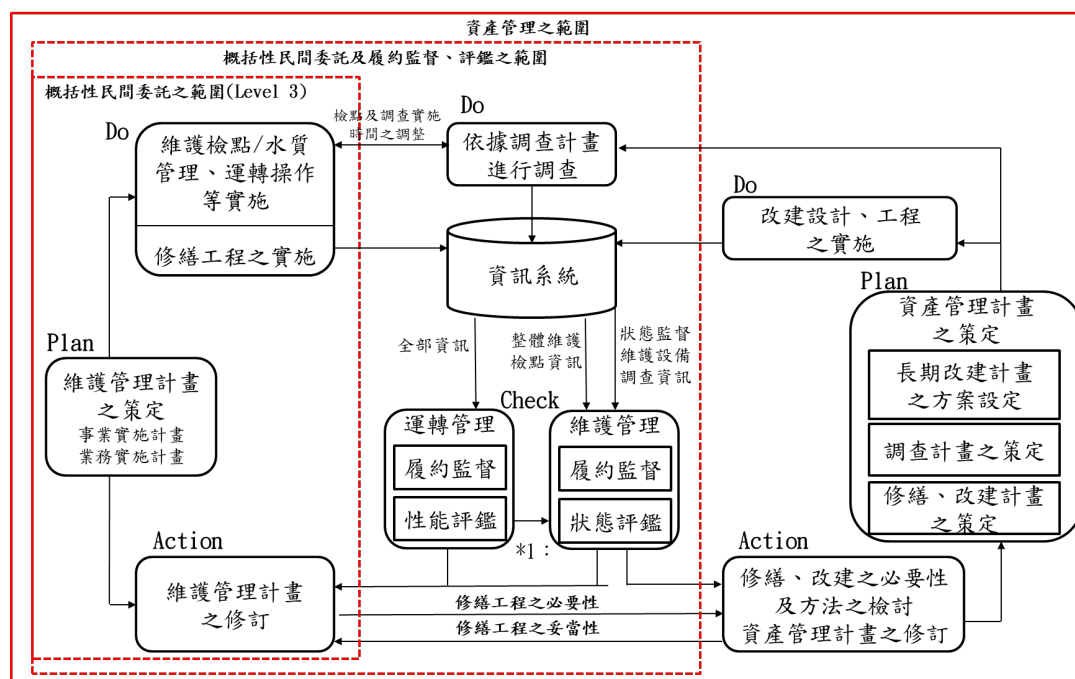 資產管理之範圍
概括性民間委託及履約監督、評鑑之範圍
概括性民間委託之範圍(Level 3)
Do
維護檢點/水質
管理、運轉操作
等實施
修繕工程之實施
檢點及調查實施
時間之調整
Do
依據調查計畫
進行調查
Do
改建設計、工程
之實施
資訊系統
Plan
維護管理計畫
之策定
事業實施計畫
業務實施計畫
全部資訊
整體維護
檢點資訊
狀態監督
維護設備
調查資訊
Check
運轉管理
履約監督
性能評鑑
維護管理
履約監督
狀態評鑑
*1：
Plan
資產管理計畫
之策定
長期改建計畫
之方案設定
調查計畫之策定
修繕、改建計畫
之策定
Action
維護管理計畫
之修訂
修繕工程之必要性
修繕工程之妥當性
Action
修繕、改建之必要性
及方法之檢討
資產管理計畫之修訂